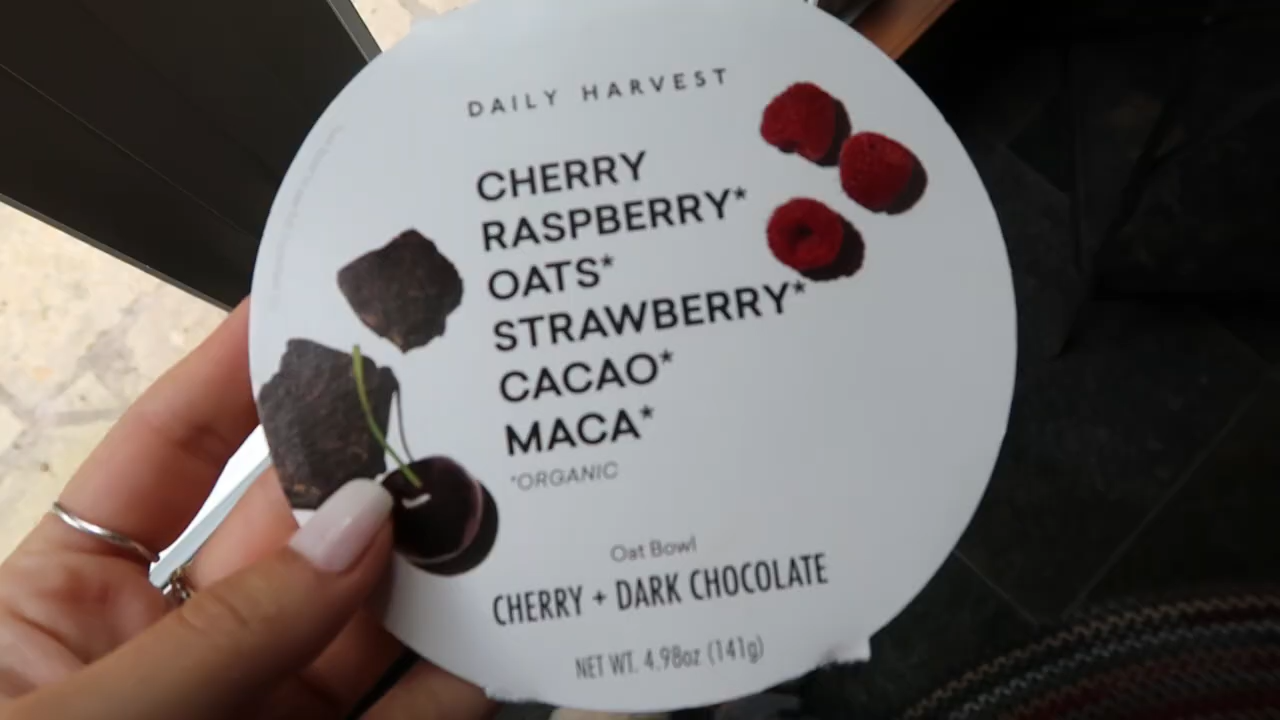 DAILY HARVEST
CHERRY
RASPBERRY*
OATS*
STRAWBERRY*
CACAO*
MACA*
*ORGANIC
Oat Bowl
CHERRY + DARK CHOCOLATE
NET WT. 4.98oz (141g)